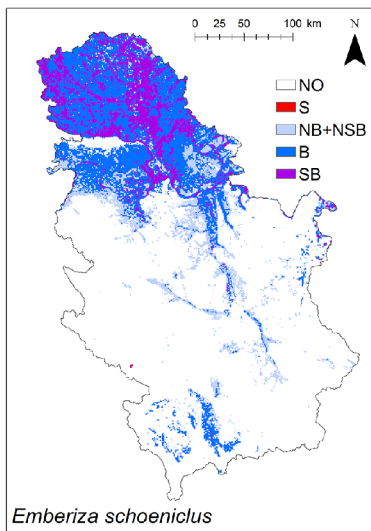 0 25 50 100 km
N
NO
S
NB+NSB
B
SB
Emberiza schoeniclus